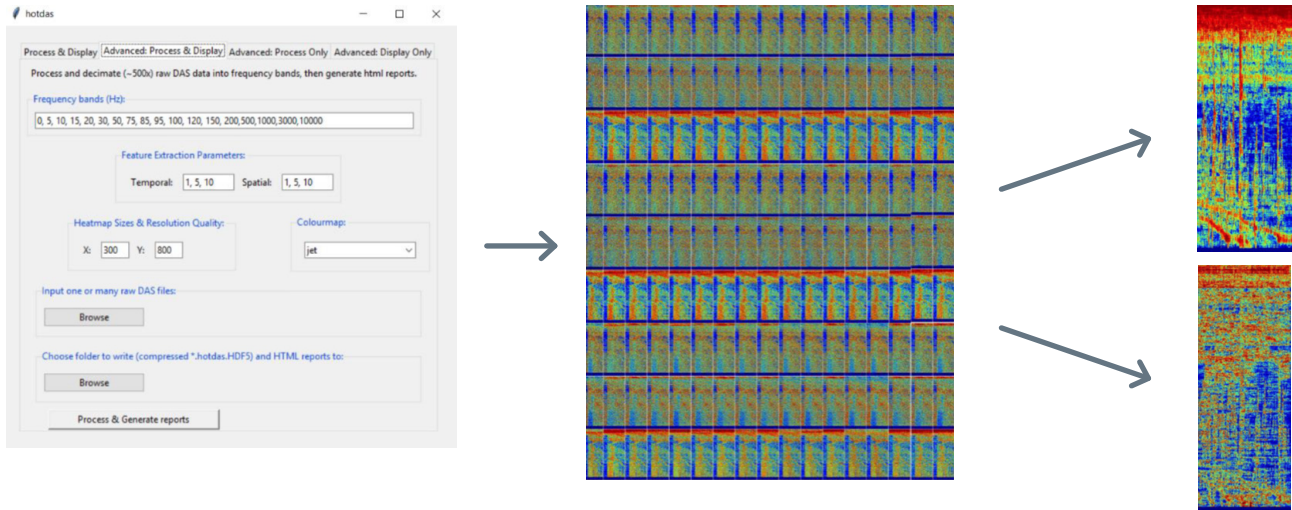 hotdas
Process & Display Advanced: Process & Display Advanced: Process Only Advanced: Display Only
Process and decimate (~500x) raw DAS data into frequency bands, then generate html reports.
Frequency bands (Hz):
0, 5, 10, 15, 20, 30, 50, 75, 85, 95, 100, 120, 150, 200,500,1000,3000,10000
Feature Extraction Parameters:
Temporal: 1, 5, 10 Spatial: 1, 5, 10
Heatmap Sizes & Resolution Quality: Colourmap:
X: 300 Y: 800 jet
Input one or many raw DAS files:
Browse
Choose folder to write (compressed *.hotdas.HDF5) and HTML reports to:
Browse
Process & Generate reports